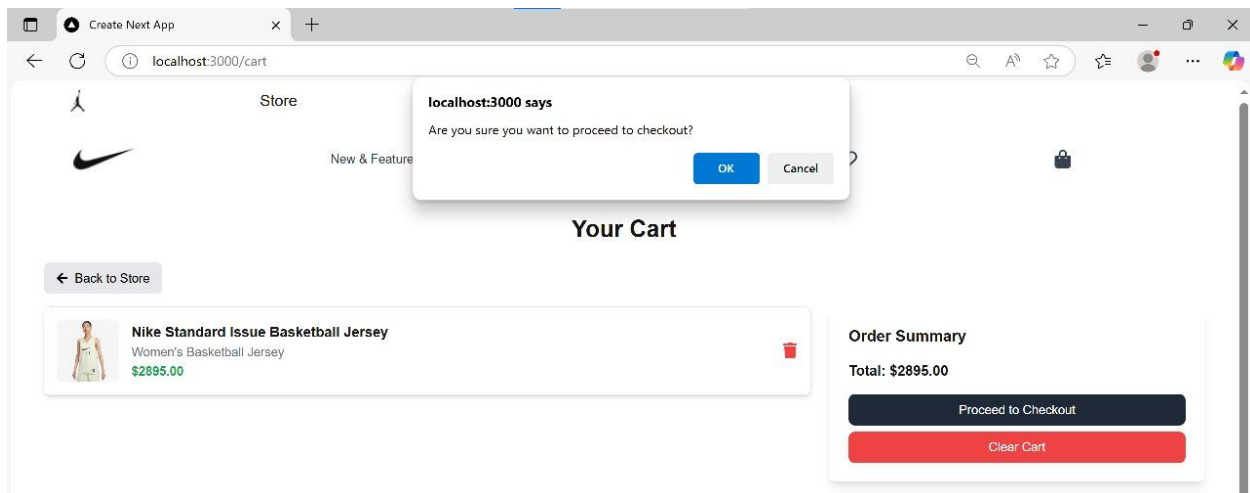 Create Next App
localhost:3000/cart
Store
localhost:3000 says
Are you sure you want to proceed to checkout?
OK Cancel
New & Feature
Your Cart
Back to Store
Nike Standard Issue Basketball Jersey
Women's Basketball Jersey
$2895.00
Order Summary
Total: $2895.00
Proceed to Checkout
Clear Cart